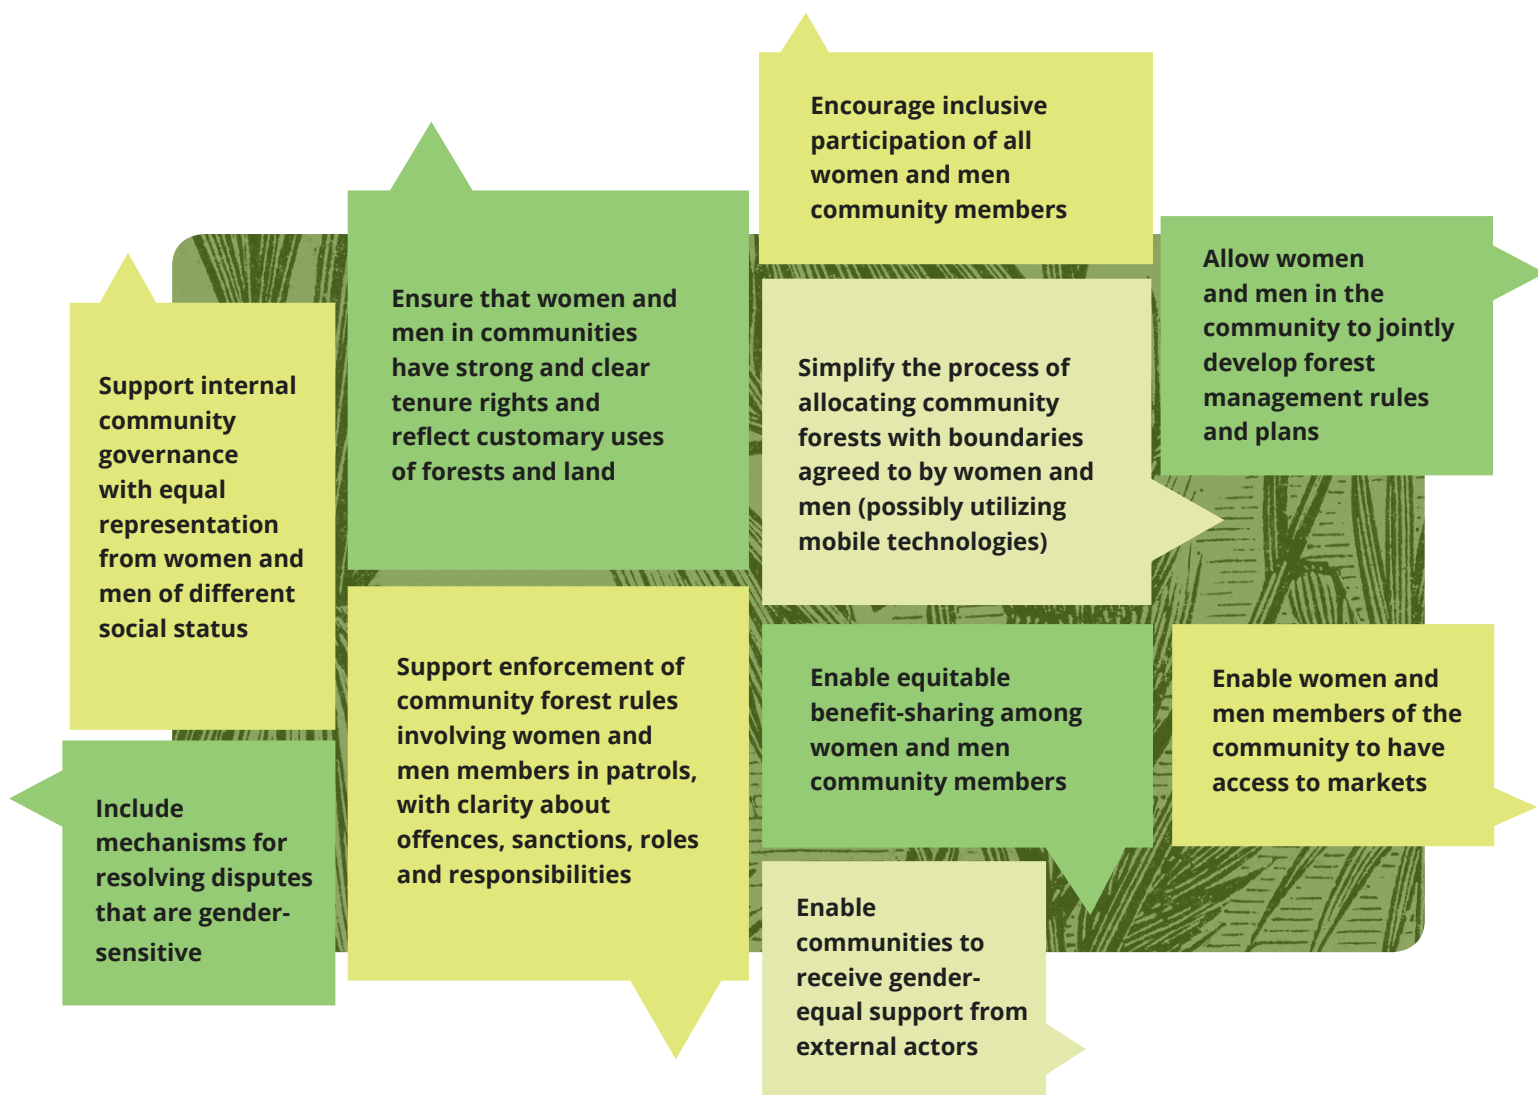 Encourage inclusive
participation of all
women and men
community members
Allow women
and men in the
community to jointly
develop forest
management rules
and plans
Ensure that women and
men in communities
have strong and clear
tenure rights and
reflect customary uses
of forests and land
Simplify the process of
allocating community
forests with boundaries
agreed to by women and
men (possibly utilizing
mobile technologies)
Support internal
community
governance
with equal
representation
from women and
men of different
social status
Support enforcement of
community forest rules
involving women and
men members in patrols,
with clarity about
offences, sanctions, roles
and responsibilities
Enable equitable
benefit-sharing among
women and men
community members
Enable women and
men members of the
community to have
access to markets
Include
mechanisms for
resolving disputes
that are gender-
sensitive
Enable
communities to
receive gender-
equal support from
external actors